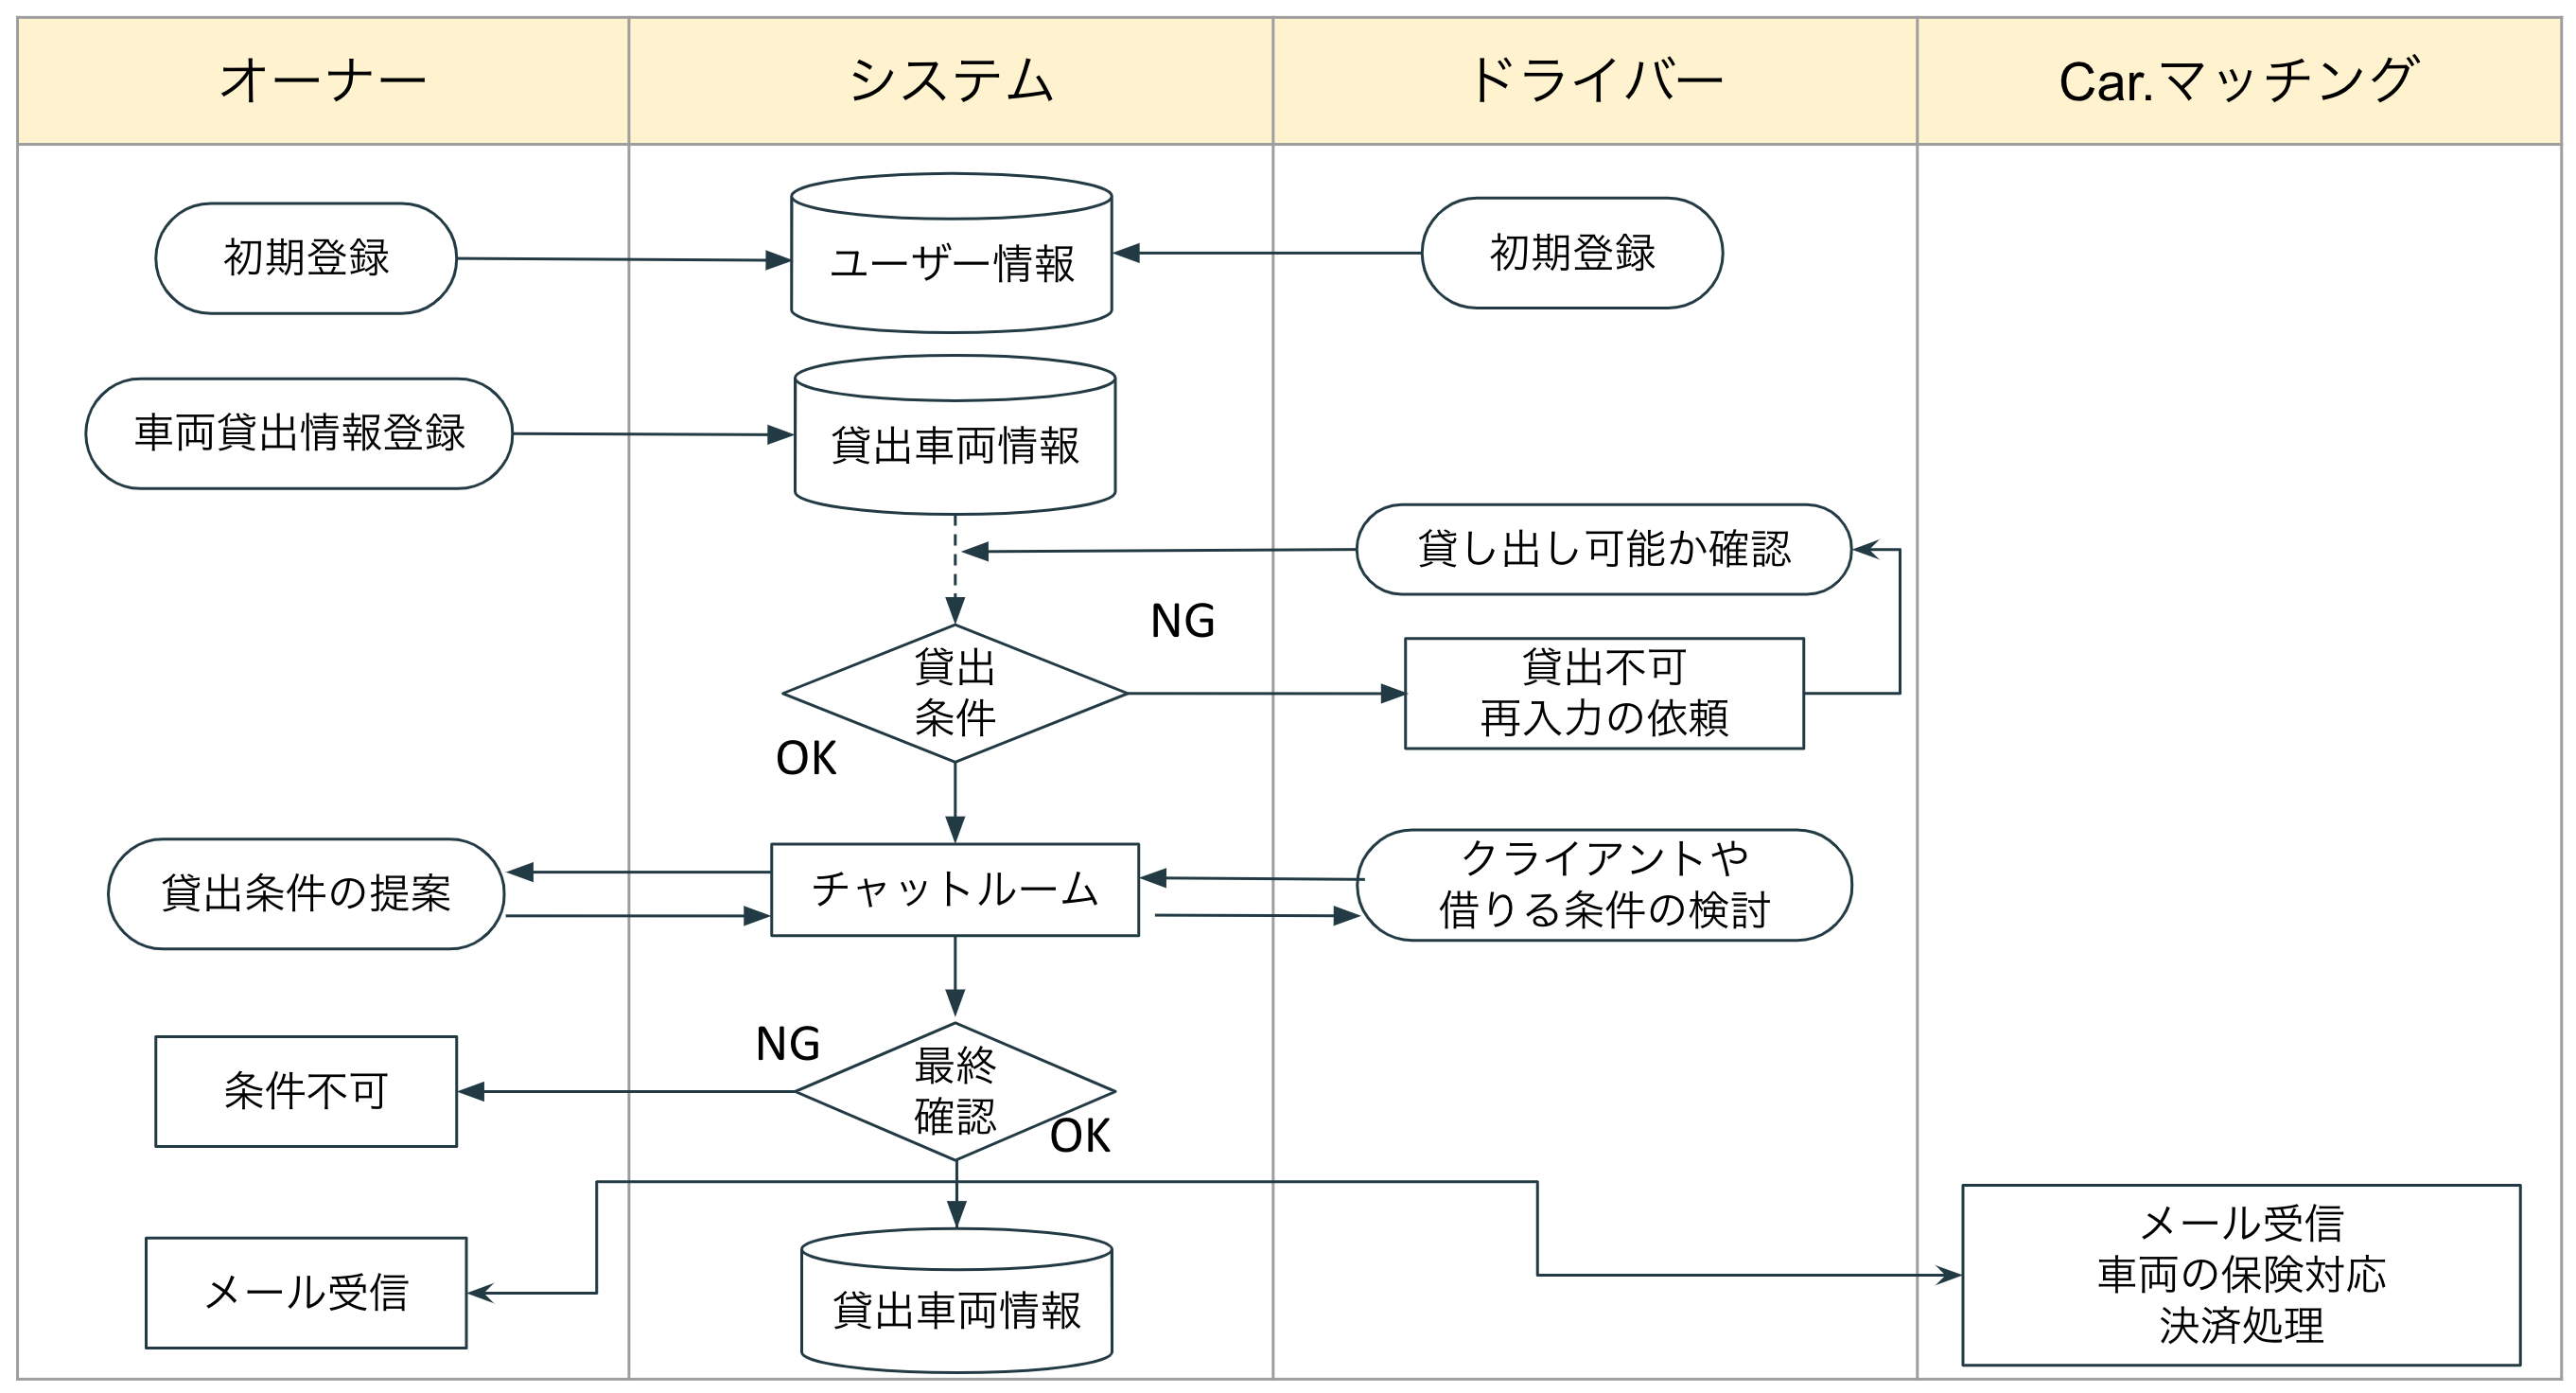 オーナー
システム
ドライバー
Car.マッチング
初期登録
ユーザー情報
初期登録
車両貸出情報登録
貸出車両情報
貸し出し可能か確認
NG
貸出
条件
貸出不可
再入力の依頼
OK
貸出条件の提案
チャットルーム
クライアントや
借りる条件の検討
NG
条件不可
最終
確認
OK
メール受信
貸出車両情報
メール受信
車両の保険対応
決済処理